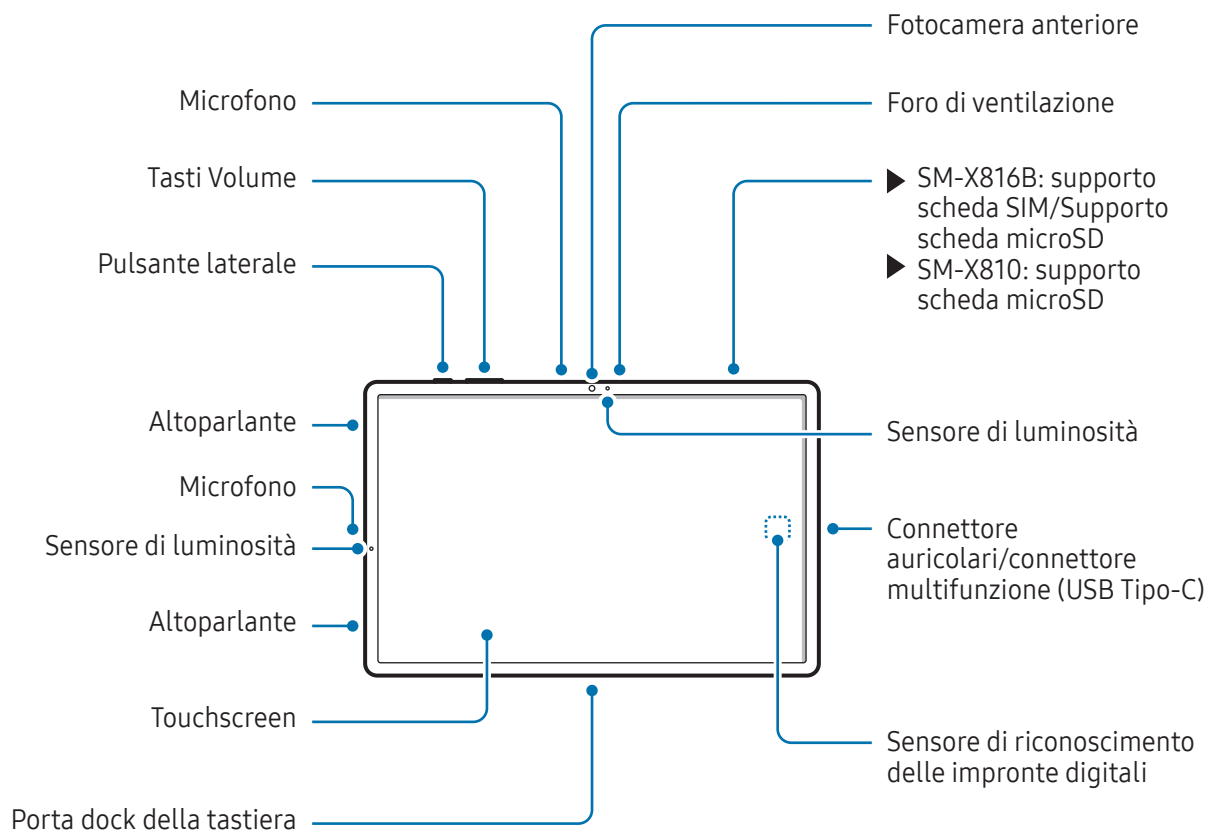 Fotocamera anteriore
Microfono
Foro di ventilazione
Tasti Volume
▶ SM-X816B: supporto
scheda SIM/Supporto
scheda microSD
Pulsante laterale
▶ SM-X810: supporto
scheda microSD
Altoparlante
Sensore di luminosità
Microfono
Sensore di luminosità
Connettore
auricolari/connettore
multifunzione (USB Tipo-C)
Altoparlante
Touchscreen
Sensore di riconoscimento
delle impronte digitali
Porta dock della tastiera